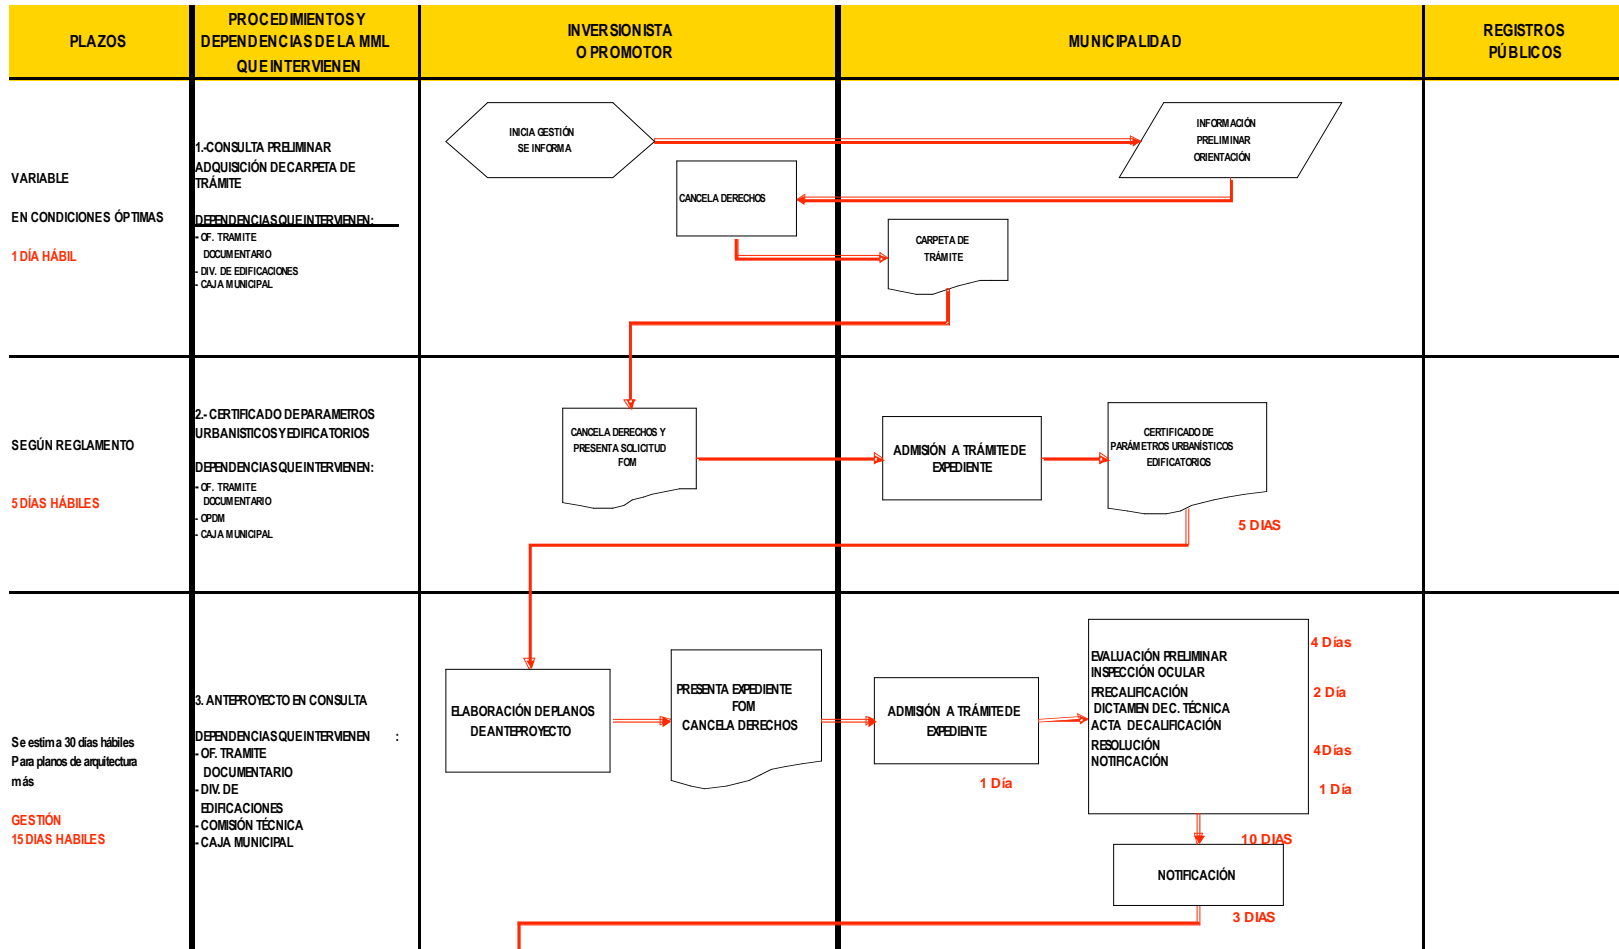 PLAZOS
PROCEDIMIENTOS Y
DEPENDENCIAS DE LA MML
QUE INTERVIENEN
INVERSIONISTA
O PROMOTOR
MUNICIPALIDAD
REGISTROS
PÚBLICOS
VARIABLE
EN CONDICIONES ÓPTIMAS
1 DÍA HÁBIL
1.-CONSULTA PRELIMINAR
ADQUISICIÓN DE CARPETA DE
TRÁMITE
DEPENDENCIAS QUE INTERVIENEN:
- OF. TRAMITE
DOCUMENTARIO
- DIV. DE EDIFICACIONES
- CAJA MUNICIPAL
INICIA GESTIÓN
SE INFORMA
INFORMACIÓN
PRELIMINAR
ORIENTACIÓN
CANCELA DERECHOS
CARPETA DE
TRÁMITE
SEGÚN REGLAMENTO
5 DÍAS HÁBILES
2.- CERTIFICADO DE PARAMETROS
URBANISTICOS Y EDIFICATORIOS
DEPENDENCIAS QUE INTERVIENEN:
- OF. TRAMITE
DOCUMENTARIO
- OPDM
- CAJA MUNICIPAL
CANCELA DERECHOS Y
PRESENTA SOLICITUD
FOM
ADMISIÓN A TRÁMITE DE
EXPEDIENTE
CERTIFICADO DE
PARÁMETROS URBANÍSTICOS
EDIFICATORIOS
5 DIAS
Se estima 30 días hábiles
Para planos de arquitectura
más
GESTIÓN
15 DIAS HABILES
3. ANTEPROYECTO EN CONSULTA
DEPENDENCIAS QUE INTERVIENEN :
- OF. TRAMITE
DOCUMENTARIO
- DIV. DE
EDIFICACIONES
- COMISIÓN TÉCNICA
- CAJA MUNICIPAL
ELABORACIÓN DE PLANOS
DE ANTEPROYECTO
PRESENTA EXPEDIENTE
FOM
CANCELA DERECHOS
ADMISIÓN A TRÁMITE DE
EXPEDIENTE
1 Día
EVALUACIÓN PRELIMINAR
INSPECCIÓN OCULAR
PRECALIFICACIÓN
DICTAMEN DE C. TÉCNICA
ACTA DE CALIFICACIÓN
RESOLUCIÓN
NOTIFICACIÓN
4 Días
2 Día
4Días
1 Día
10 DIAS
NOTIFICACIÓN
3 DIAS